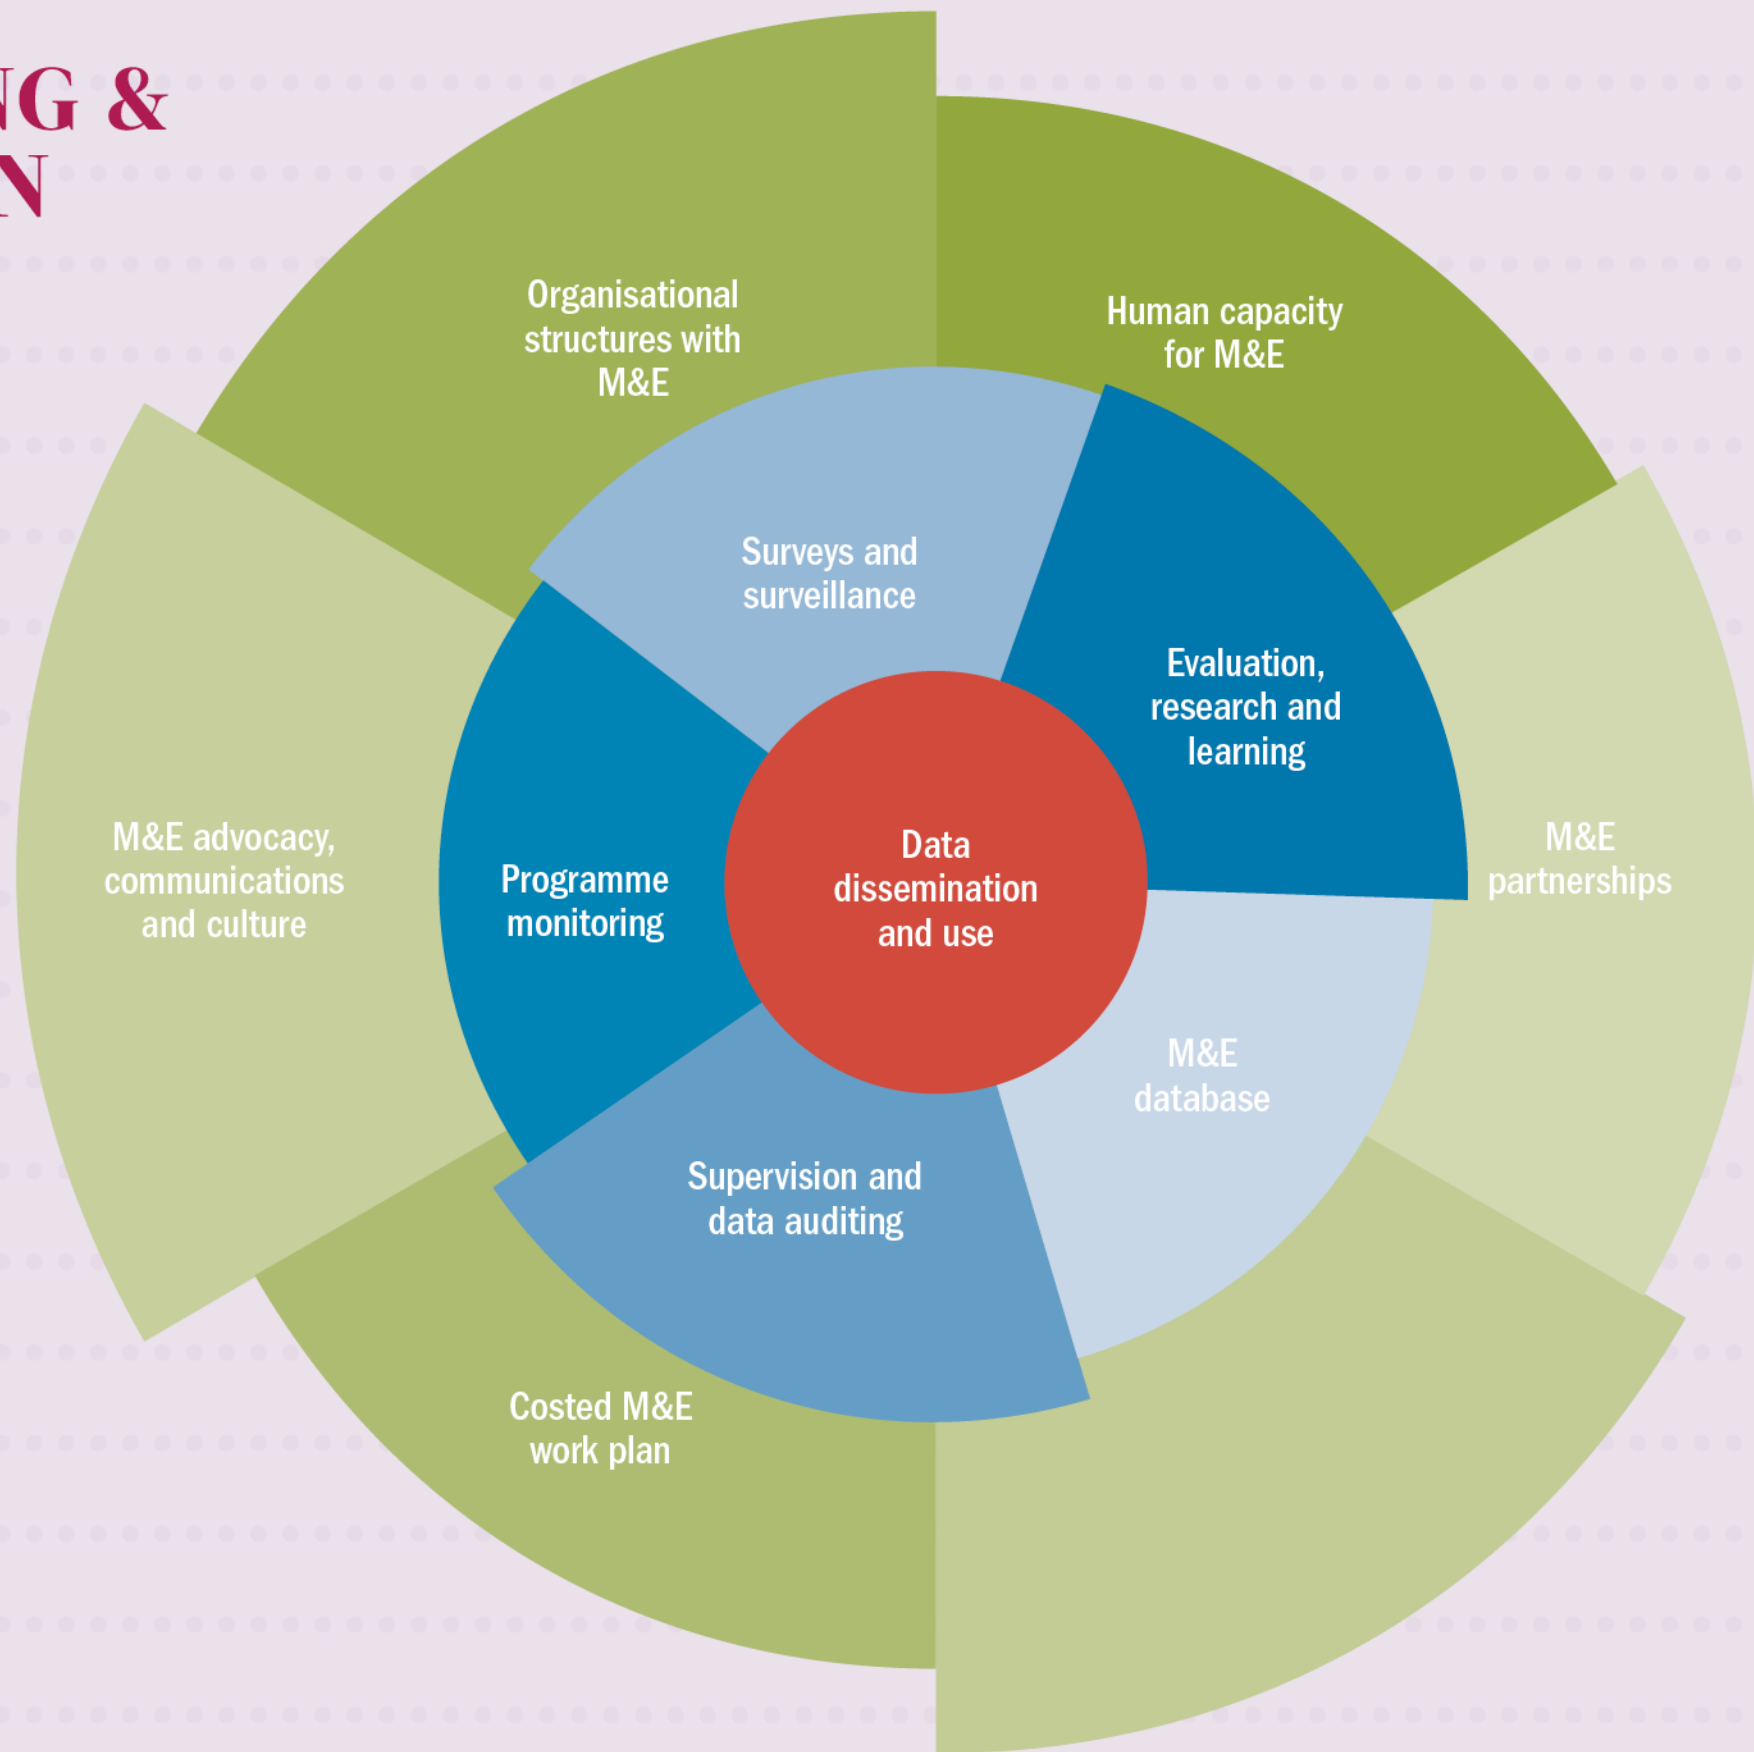 NG &
N
Organisational
structures with
M&E
Human capacity
for M&E
Surveys and
surveillance
Evaluation,
research and
learning
M&E advocacy,
communications
and culture
Programme
monitoring
Data
dissemination
and use
M&E
partnerships
M&E
database
Supervision and
data auditing
Costed M&E
work plan